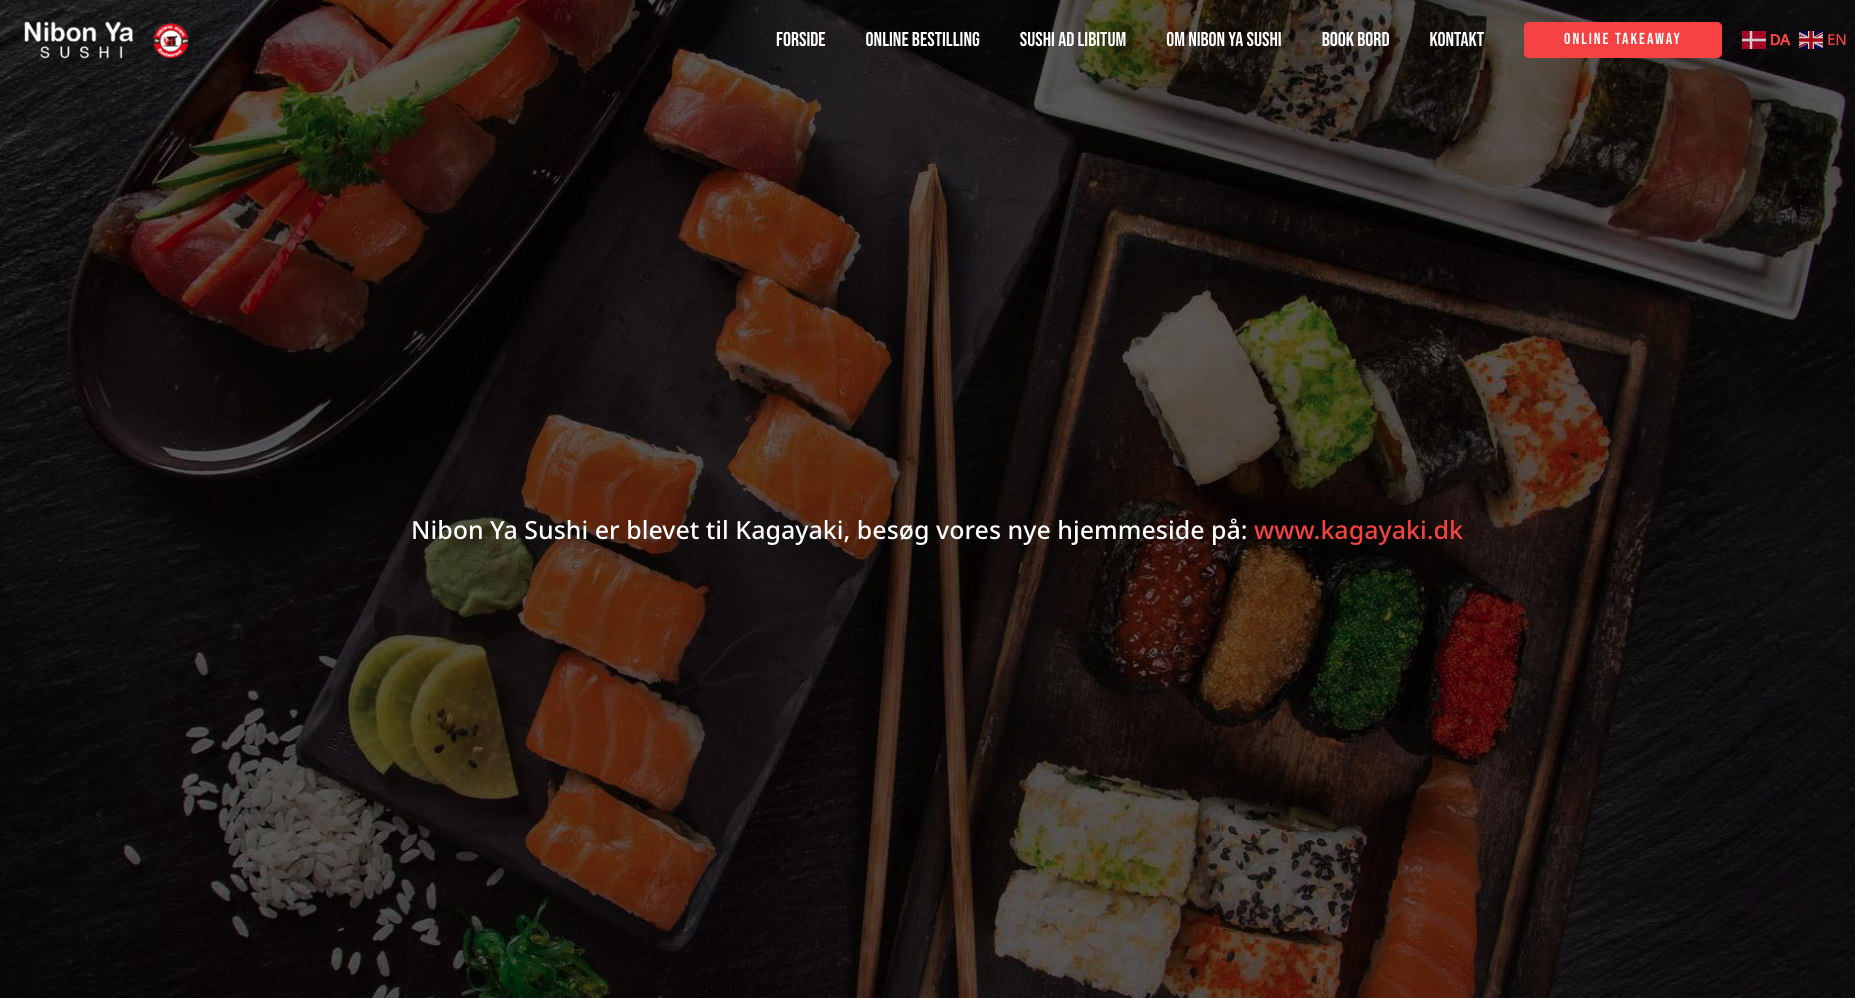 Nibon Ya
SUSHI
FORSIDE
ONLINE BESTILLING
SUSHI AD LIBITUM
OM NIBON YA SUSHI
BOOK BORD
KONTAKT
ONLINE TAKEAWAY
DA
EN
Nibon Ya Sushi er blevet til Kagayaki, besøg vores nye hjemmeside på: www.kagayaki.dk